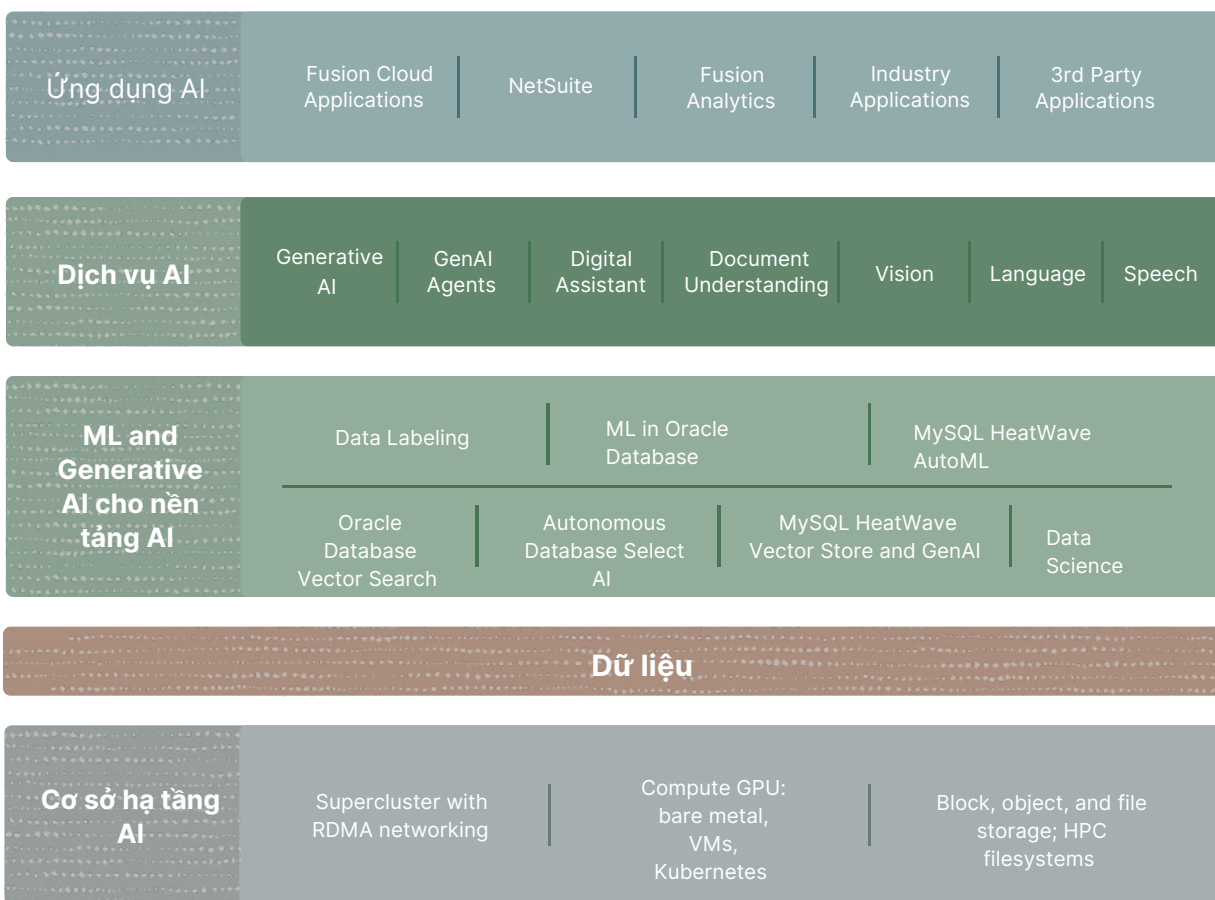 Ứng dụng AI
Fusion Cloud
Applications
NetSuite
Fusion
Analytics
Industry
Applications
3rd Party
Applications
Dịch vụ AI
Generative
AI
GenAI
Agents
Digital
Assistant
Document
Understanding
Vision
Language
Speech
ML and
Generative
AI cho nền
tảng AI
Data Labeling
ML in Oracle
Database
MySQL HeatWave
AutoML
Oracle
Database
Vector Search
Autonomous
Database Select
AI
MySQL HeatWave
Vector Store and GenAI
Data
Science
Dữ liệu
Cơ sở hạ tầng
AI
Supercluster with
RDMA networking
Compute GPU:
bare metal,
VMs,
Kubernetes
Block, object, and file
storage; HPC
filesystems